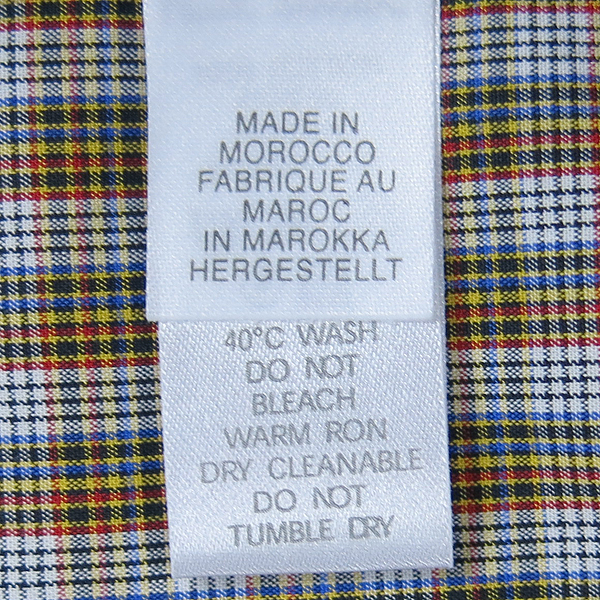 MADE IN
MOROCCO
FABRIQUE AU
MAROC
IN MAROKKA
HERGESTELLT
40°C WASH
DO NOT
BLEACH
WARM RON
DRY CLEANABLE
DO NOT
TUMBLE DRY